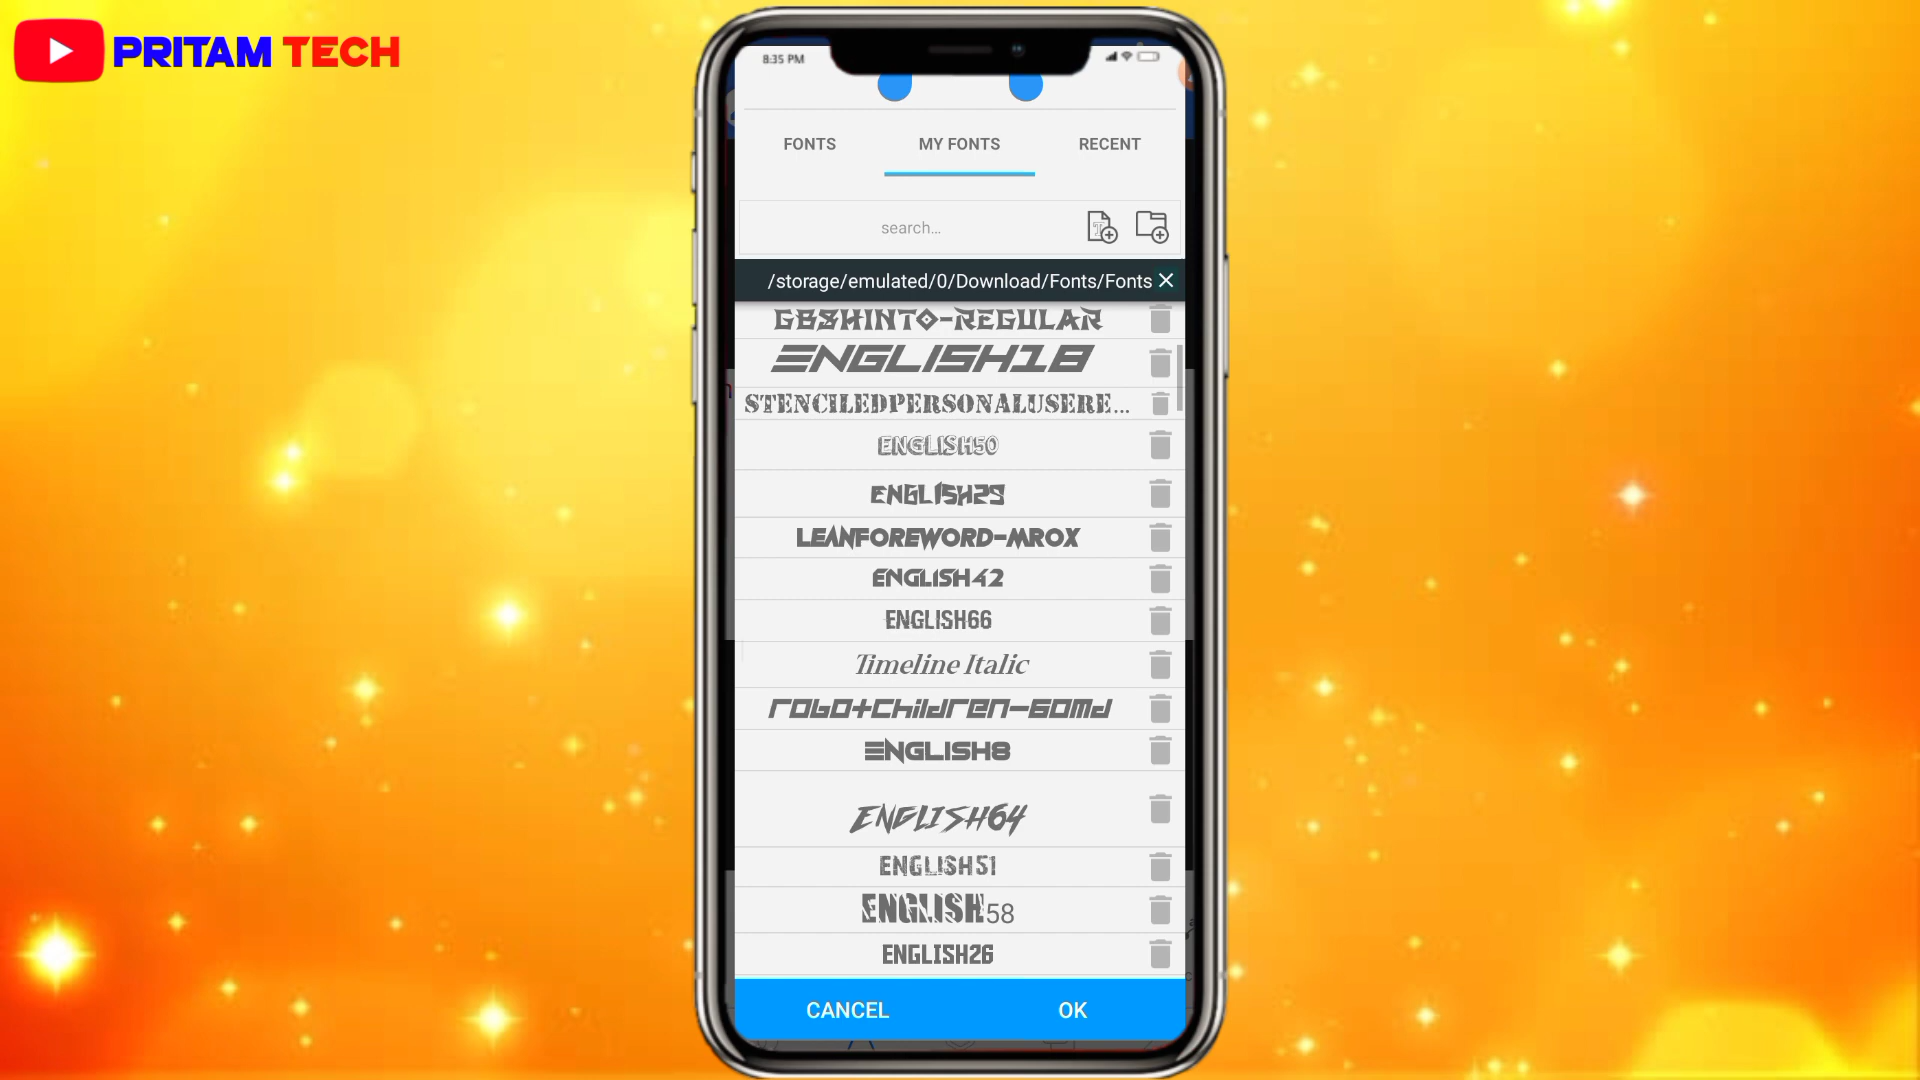 PRITAM TECH
8:35 PM
FONTS MY FONTS RECENT
search...
/storage/emulated/0/Download/Fonts/Fonts
GBSHINTO-REGULAR
ENGLISH18
STENCILEDPERSONALUSERE...
ENGLISH50
ENGLISH25
LEANFOREWORD-MROX
ENGLISH42
ENGLISH66
Timeline Italic
robo+children-60md
ENGLISH8
ENGLISH64
ENGLISH51
ENGLISH58
ENGLISH26
CANCEL OK